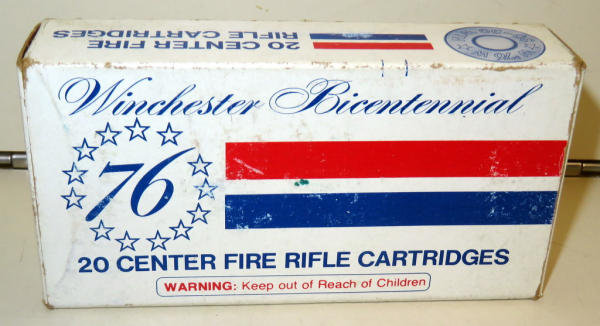 20 CENTER FIRE
RIFLE CARTRIDGES
Winchester Bicentennial
76
20 CENTER FIRE RIFLE CARTRIDGES
WARNING: Keep out of Reach of Children